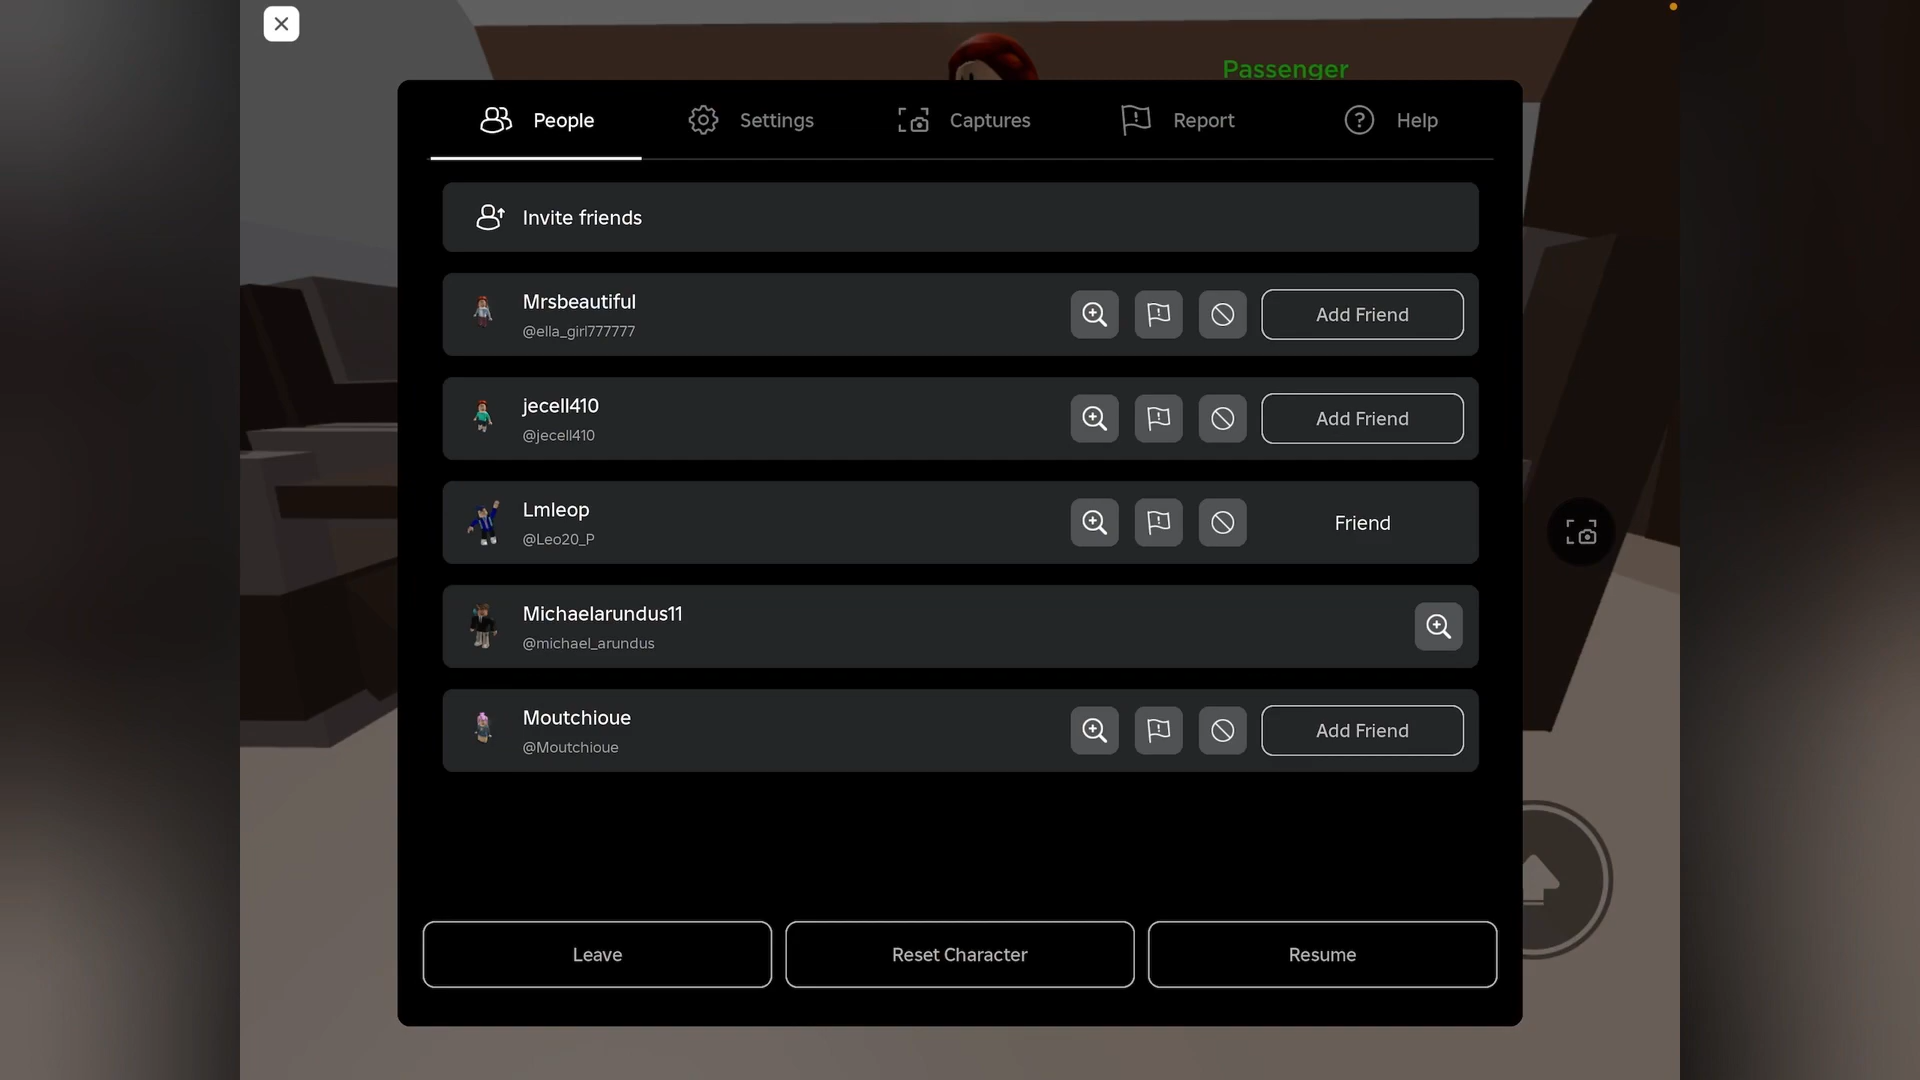 Passenger
People
Settings
Captures
Report
Help
Invite friends
Mrsbeautiful
@ella_girl777777
Add Friend
jecell410
@jecell410
Add Friend
Lmleop
@Leo20_P
Friend
Michaelarundus11
@michael_arundus
Moutchioue
@Moutchioue
Add Friend
Leave
Reset Character
Resume